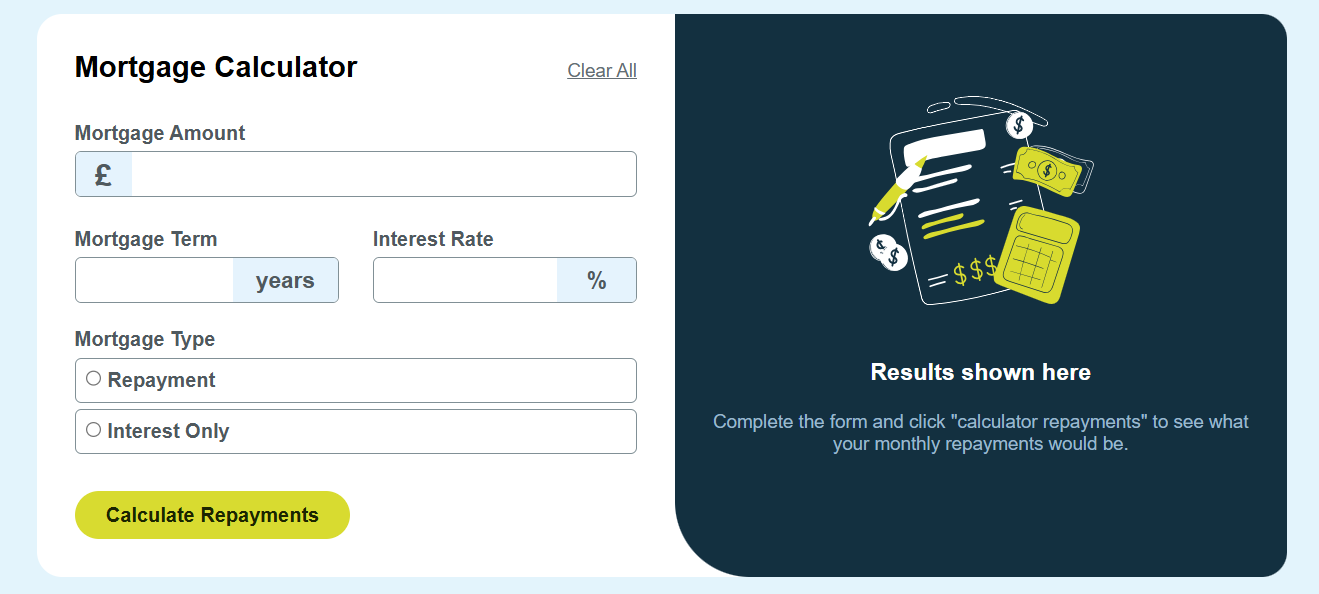 Mortgage Calculator
Clear All
Mortgage Amount
£
Mortgage Term
Interest Rate
years
%
Mortgage Type
Repayment
Interest Only
Calculate Repayments
$
$
$
$
$ $ $
Results shown here
Complete the form and click "calculator repayments" to see what
your monthly repayments would be.